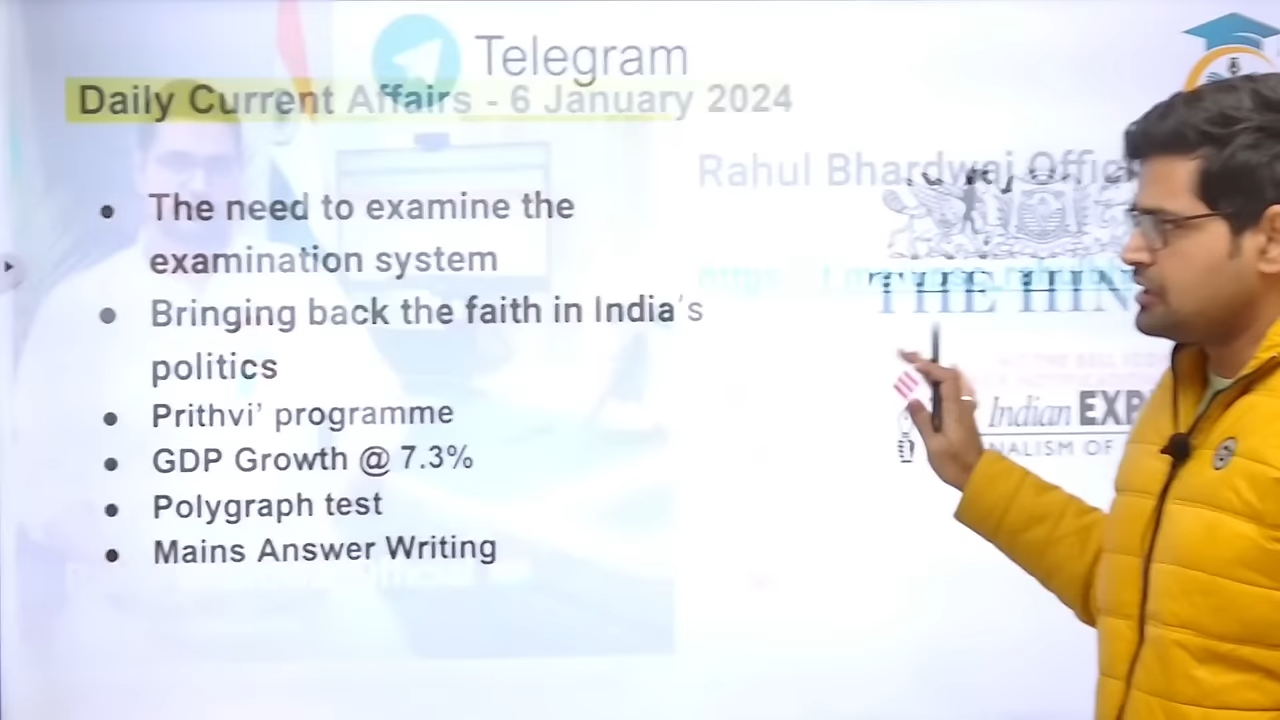 Telegram
Daily Current Affairs - 6 January 2024
Rahul Bhardwaj Offici
• The need to examine the
examination system
• Bringing back the faith in India's
politics
• Prithvi’ programme
• GDP Growth @ 7.3%
• Polygraph test
• Mains Answer Writing
THE HIN
Indian EXP
NALISM OF